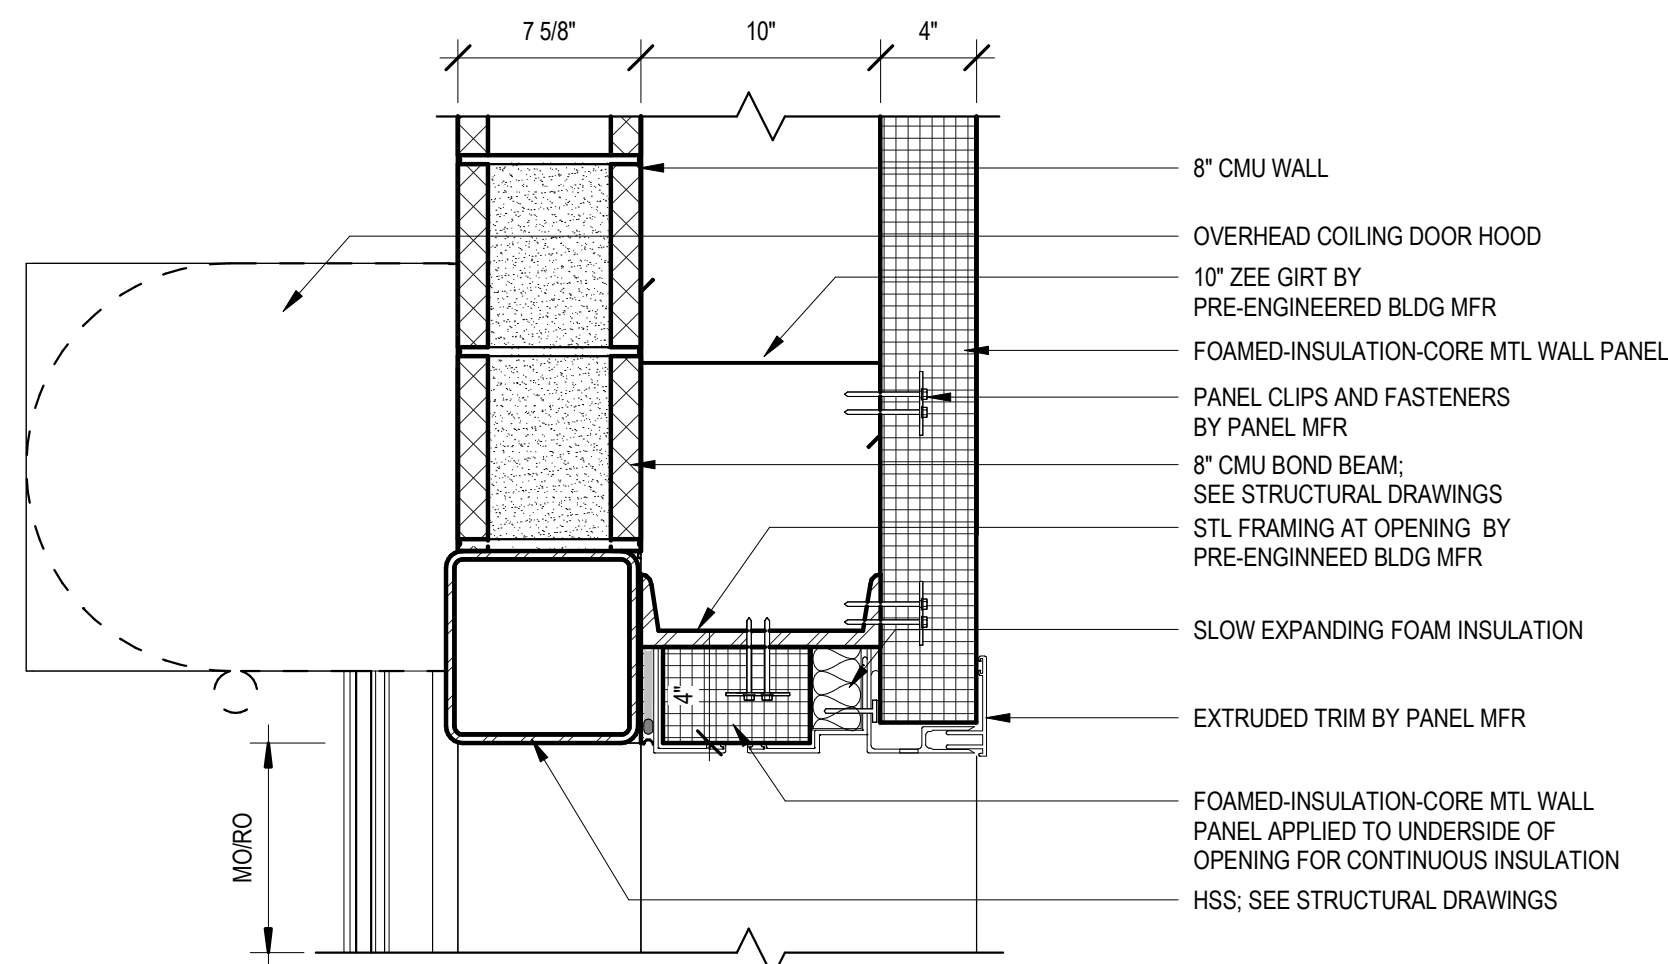 7 5/8"
10"
4"
8" CMU WALL
OVERHEAD COILING DOOR HOOD
10" ZEE GIRT BY
PRE-ENGINEERED BLDG MFR
FOAMED-INSULATION-CORE MTL WALL PANEL
PANEL CLIPS AND FASTENERS
BY PANEL MFR
8" CMU BOND BEAM;
SEE STRUCTURAL DRAWINGS
STL FRAMING AT OPENING BY
PRE-ENGINNEED BLDG MFR
SLOW EXPANDING FOAM INSULATION
4"
EXTRUDED TRIM BY PANEL MFR
FOAMED-INSULATION-CORE MTL WALL
PANEL APPLIED TO UNDERSIDE OF
OPENING FOR CONTINUOUS INSULATION
MO/RO
HSS; SEE STRUCTURAL DRAWINGS